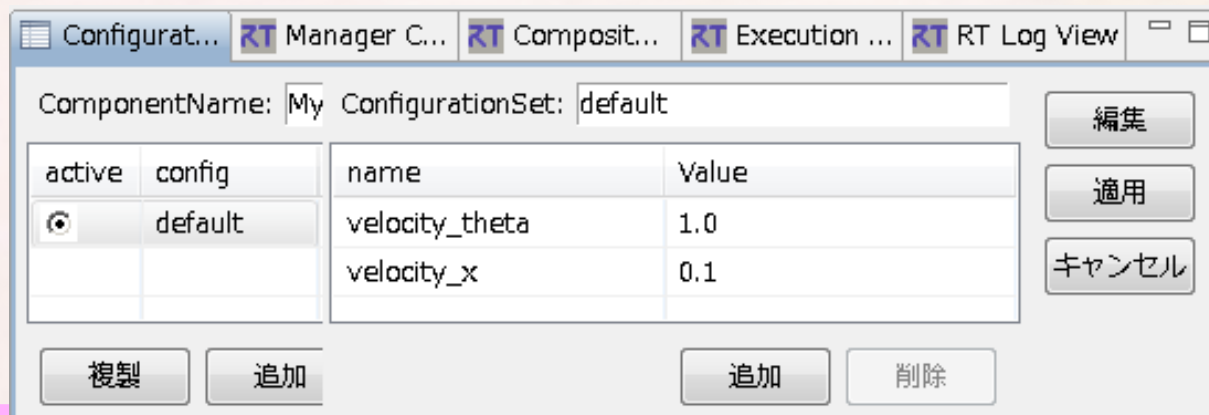 Configurat... RT Manager C... RT Composit... RT Execution ... RT RT Log View
ComponentName: My ConfigurationSet: default 編集
active config name Value 適用
default velocity_theta 1.0
velocity_x 0.1 キャンセル
複製 追加 追加 削除